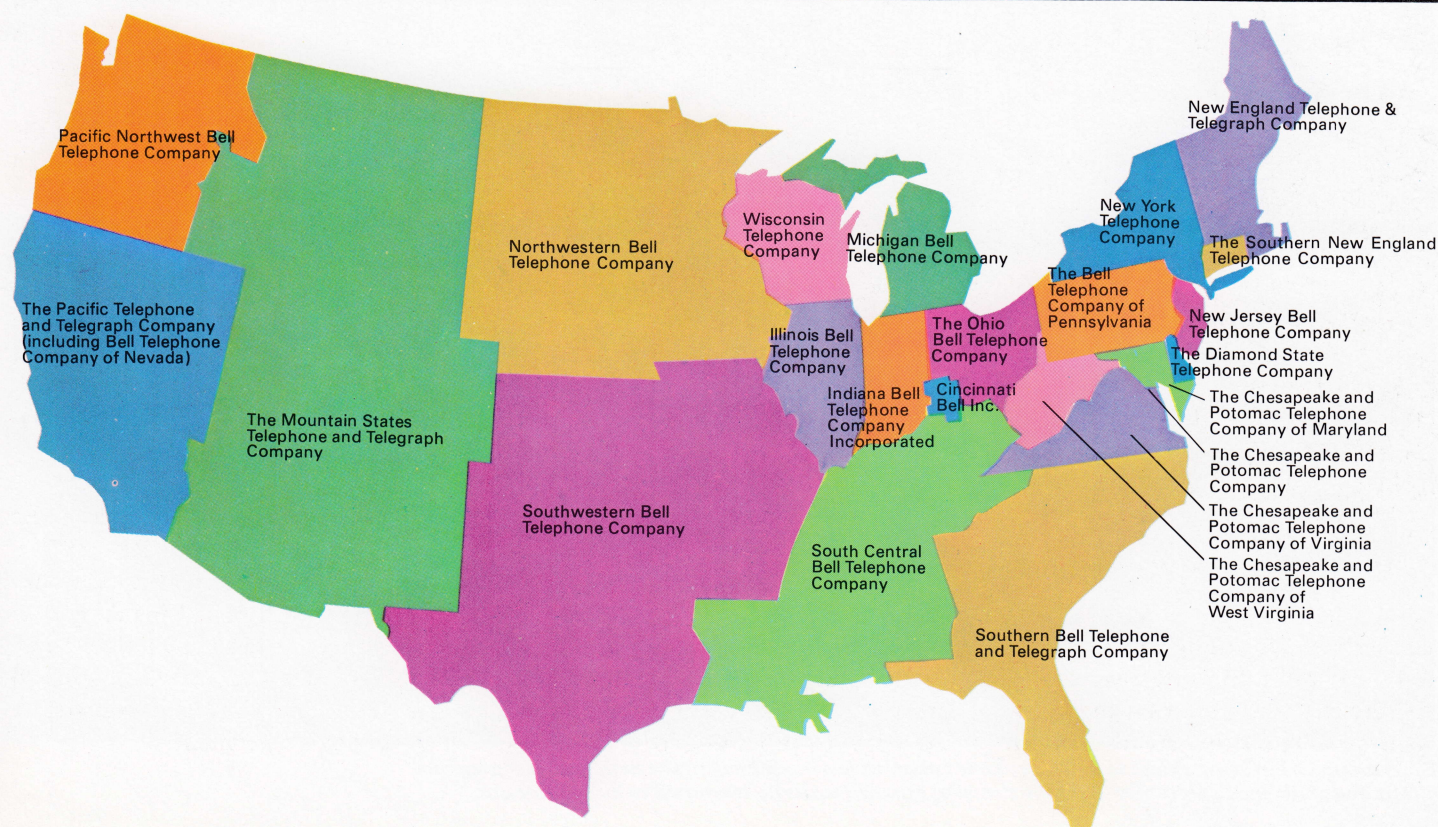 Pacific Northwest Bell
Telephone Company
The Pacific Telephone
and Telegraph Company
(including Bell Telephone
Company of Nevada)
The Mountain States
Telephone and Telegraph
Company
Northwestern Bell
Telephone Company
Southwestern Bell
Telephone Company
Wisconsin
Telephone
Company
Michigan Bell
Telephone Company
Illinois Bell
Telephone
Company
Indiana Bell
Telephone
Company
Incorporated
The Ohio
Bell Telephone
Company
Cincinnati
Bell Inc.
South Central
Bell Telephone
Company
Southern Bell Telephone
and Telegraph Company
The Bell
Telephone
Company of
Pennsylvania
New York
Telephone
Company
New England Telephone &
Telegraph Company
The Southern New England
Telephone Company
New Jersey Bell
Telephone Company
The Diamond State
Telephone Company
The Chesapeake and
Potomac Telephone
Company of Maryland
The Chesapeake and
Potomac Telephone
Company
The Chesapeake and
Potomac Telephone
Company of Virginia
The Chesapeake and
Potomac Telephone
Company of
West Virginia